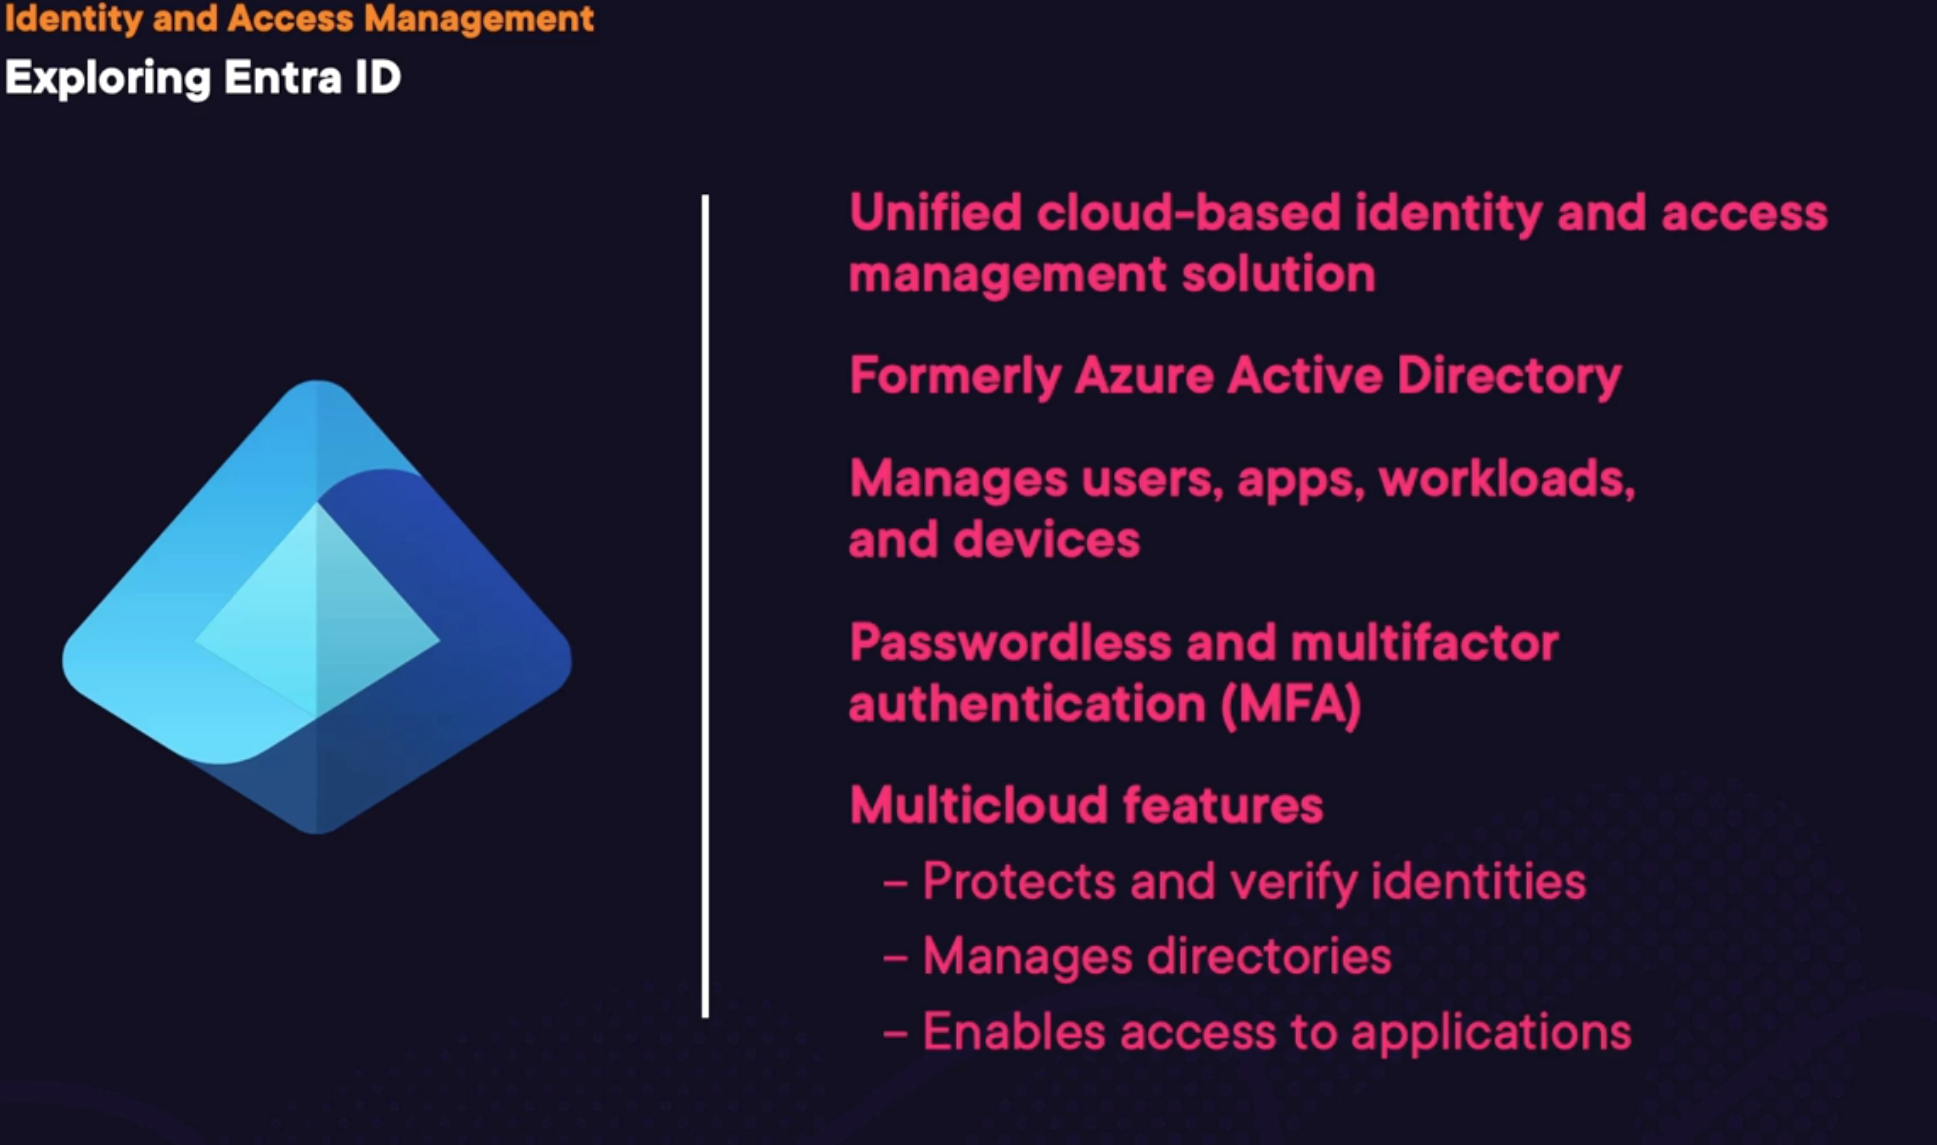 Identity and Access Management
Exploring Entra ID
Unified cloud-based identity and access
management solution
Formerly Azure Active Directory
Manages users, apps, workloads,
and devices
Passwordless and multifactor
authentication (MFA)
Multicloud features
– Protects and verify identities
– Manages directories
– Enables access to applications